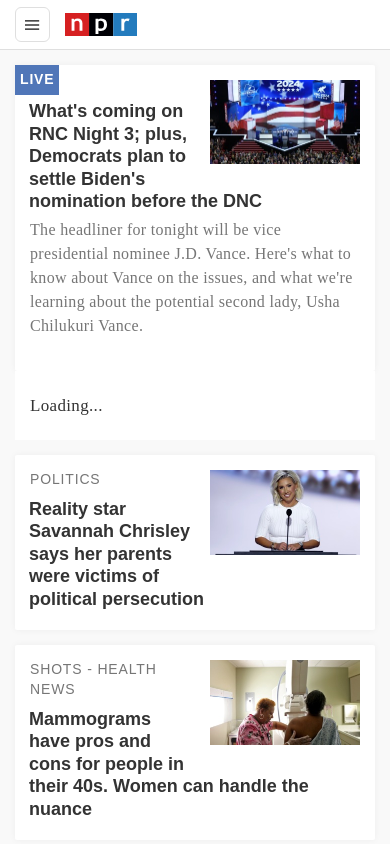 npr
LIVE
2024
What's coming on
RNC Night 3; plus,
Democrats plan to
settle Biden's
nomination before the DNC
The headliner for tonight will be vice
presidential nominee J.D. Vance. Here's what to
know about Vance on the issues, and what we're
learning about the potential second lady, Usha
Chilukuri Vance.
Loading...
POLITICS
Reality star
Savannah Chrisley
says her parents
were victims of
political persecution
SHOTS - HEALTH
NEWS
Mammograms
have pros and
cons for people in
their 40s. Women can handle the
nuance